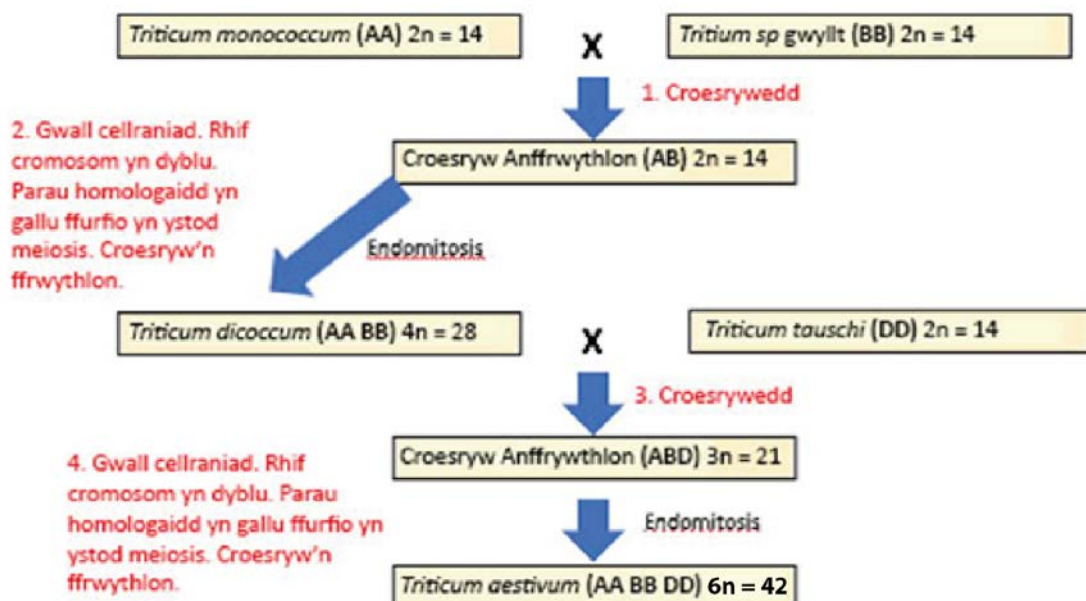 Triticum monococcum (AA) 2n = 14
X
Tritium sp gwyllt (BB) 2n = 14
1. Croesrywedd
2. Gwall cellraniad. Rhif
cromosom yn dyblu.
Parau homologaidd yn
gallu ffurfio yn ystod
meiosis. Croesryw'n
ffrwythlon.
Croesryw Anffrwythlon (AB) 2n = 14
Endomitosis
Triticum dicoccum (AA BB) 4n = 28
X
Triticum tauschi (DD) 2n = 14
3. Croesrywedd
Croesryw Anffrywthlon (ABD) 3n = 21
4. Gwall cellraniad. Rhif
cromosom yn dyblu. Parau
homologaidd yn gallu ffurfio yn
ystod meiosis. Croesryw'n
ffrwythlon.
Endomitosis
Triticum aestivum (AA BB DD) 6n = 42